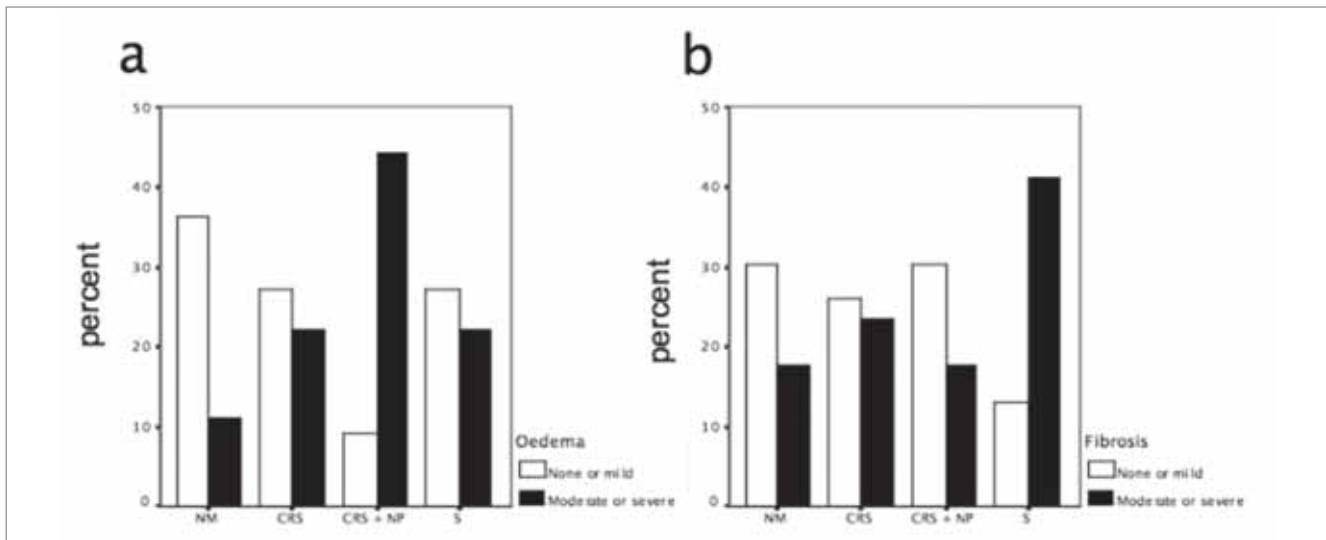 a
percent
50
40
30
20
10
0
NM
CRS
CRS + NP
S
Oedema
None or mild
Moderate or severe
b
percent
50
40
30
20
10
0
NM
CRS
CRS + NP
S
Fibrosis
None or mild
Moderate or severe